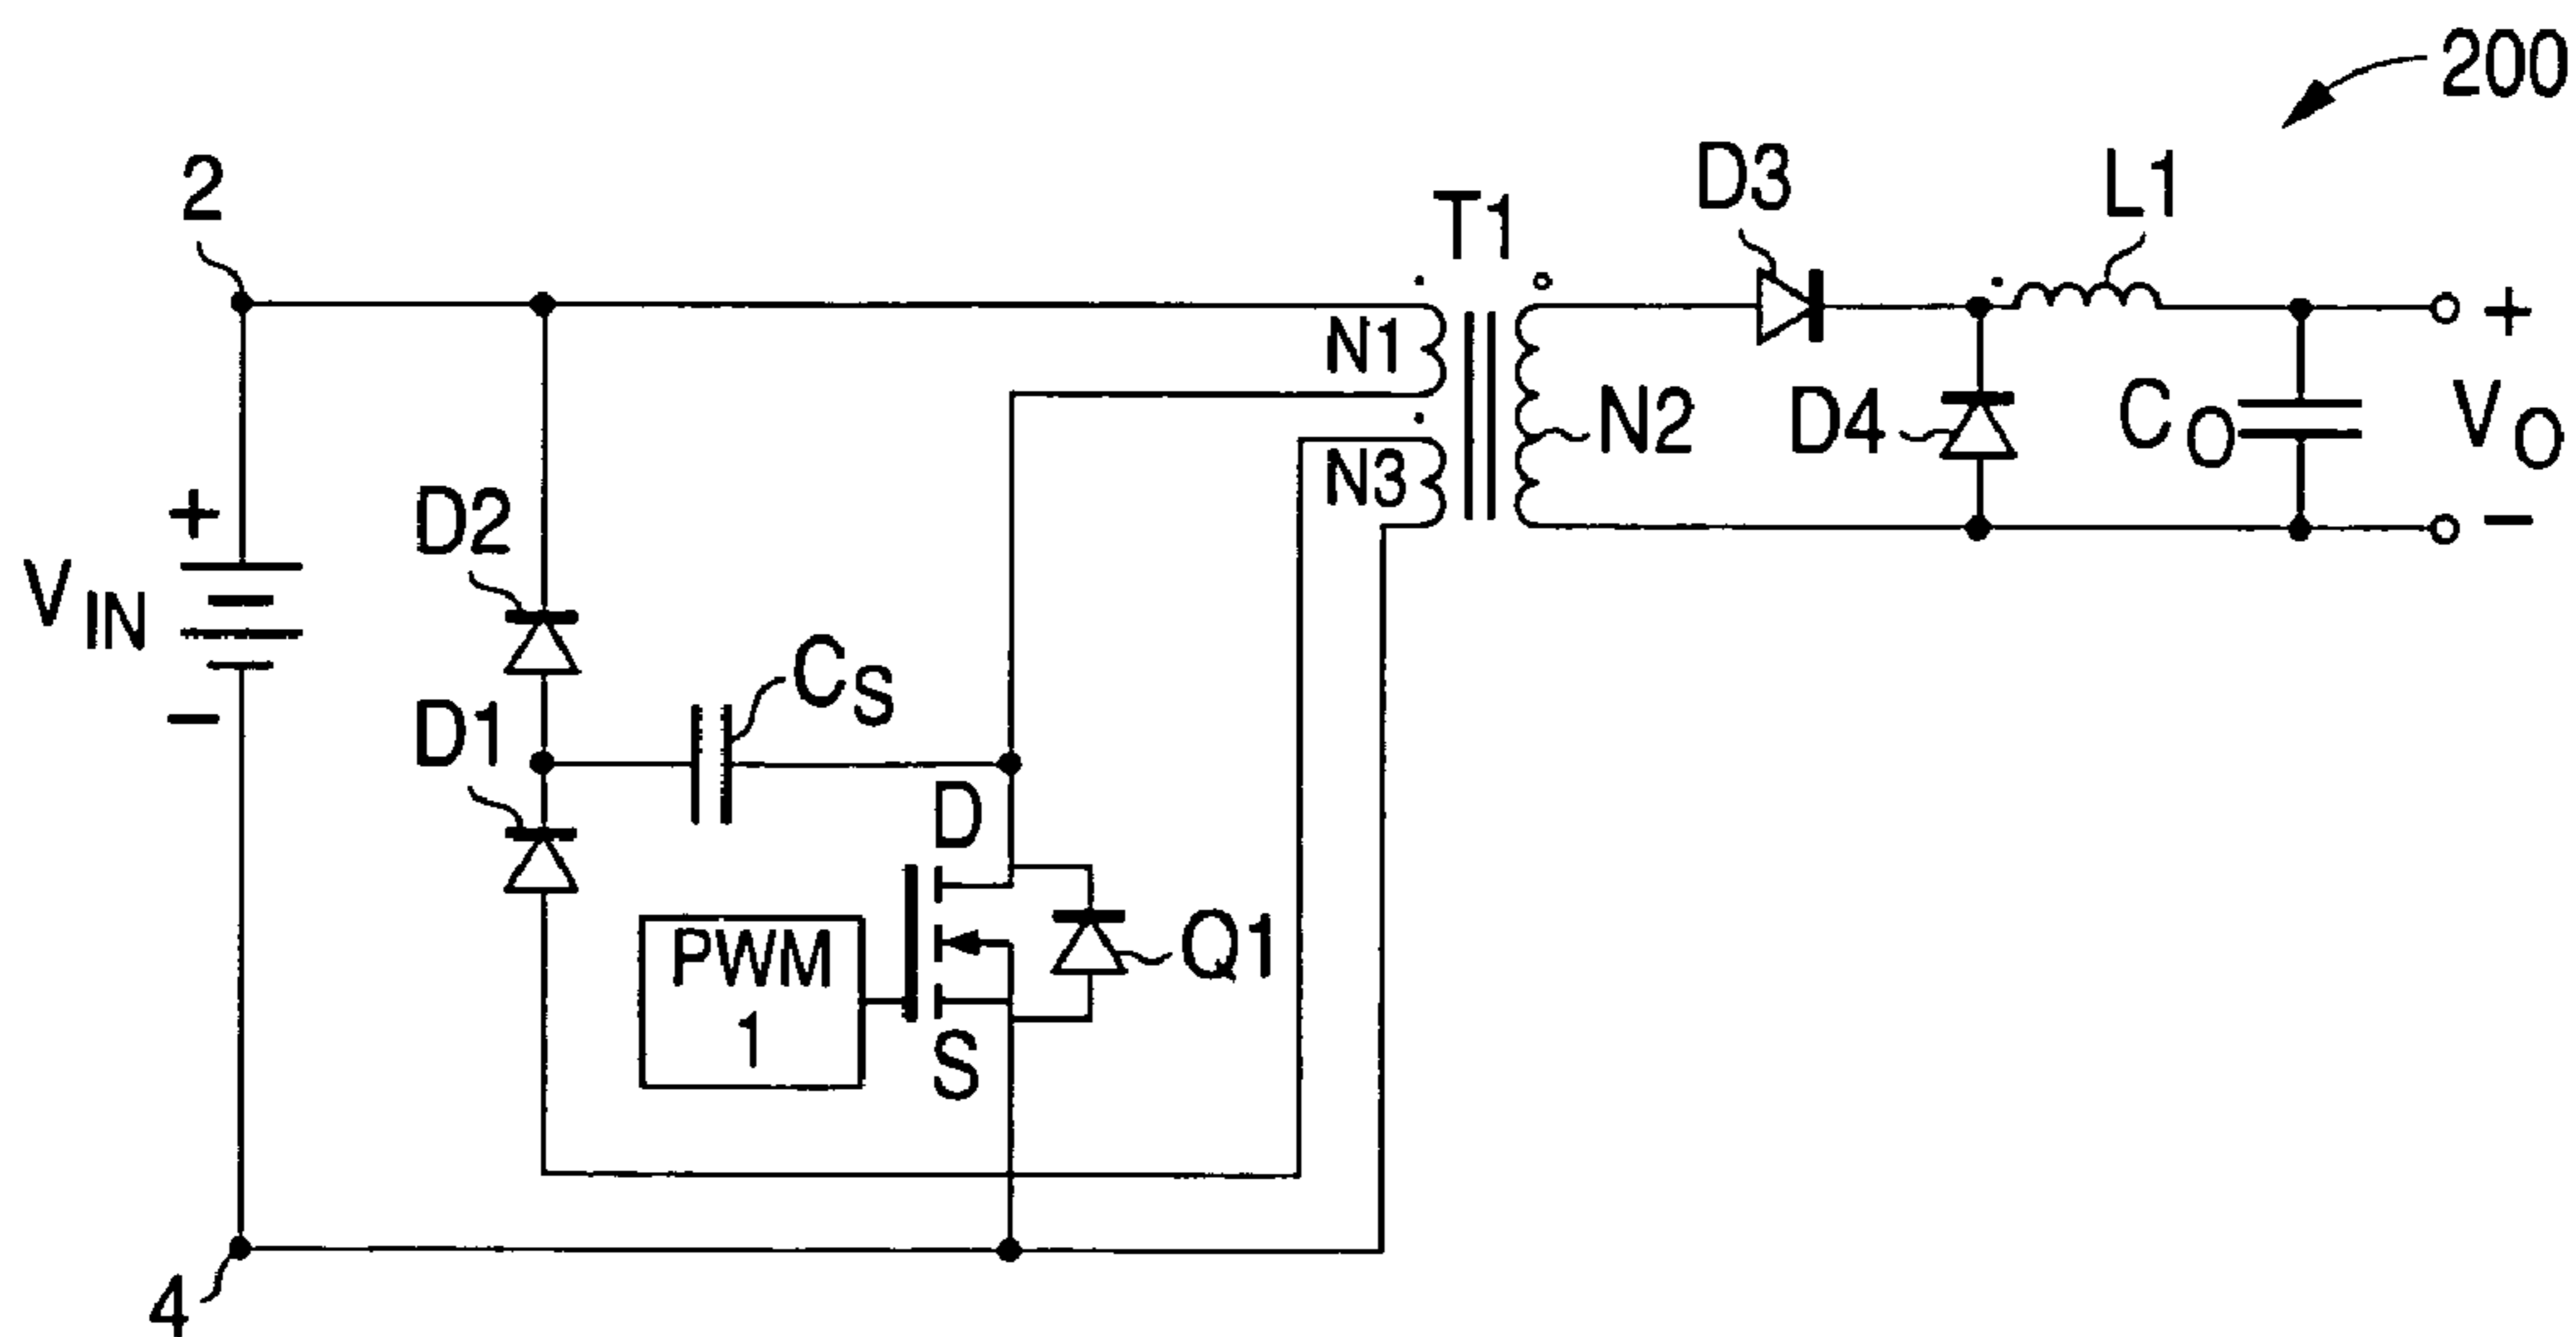 200
2
T1
D3
L1
N1
N3
N2
D4
CO
+
VO
−
+
VIN
−
D2
D1
CS
D
S
PWM
1
Q1
4